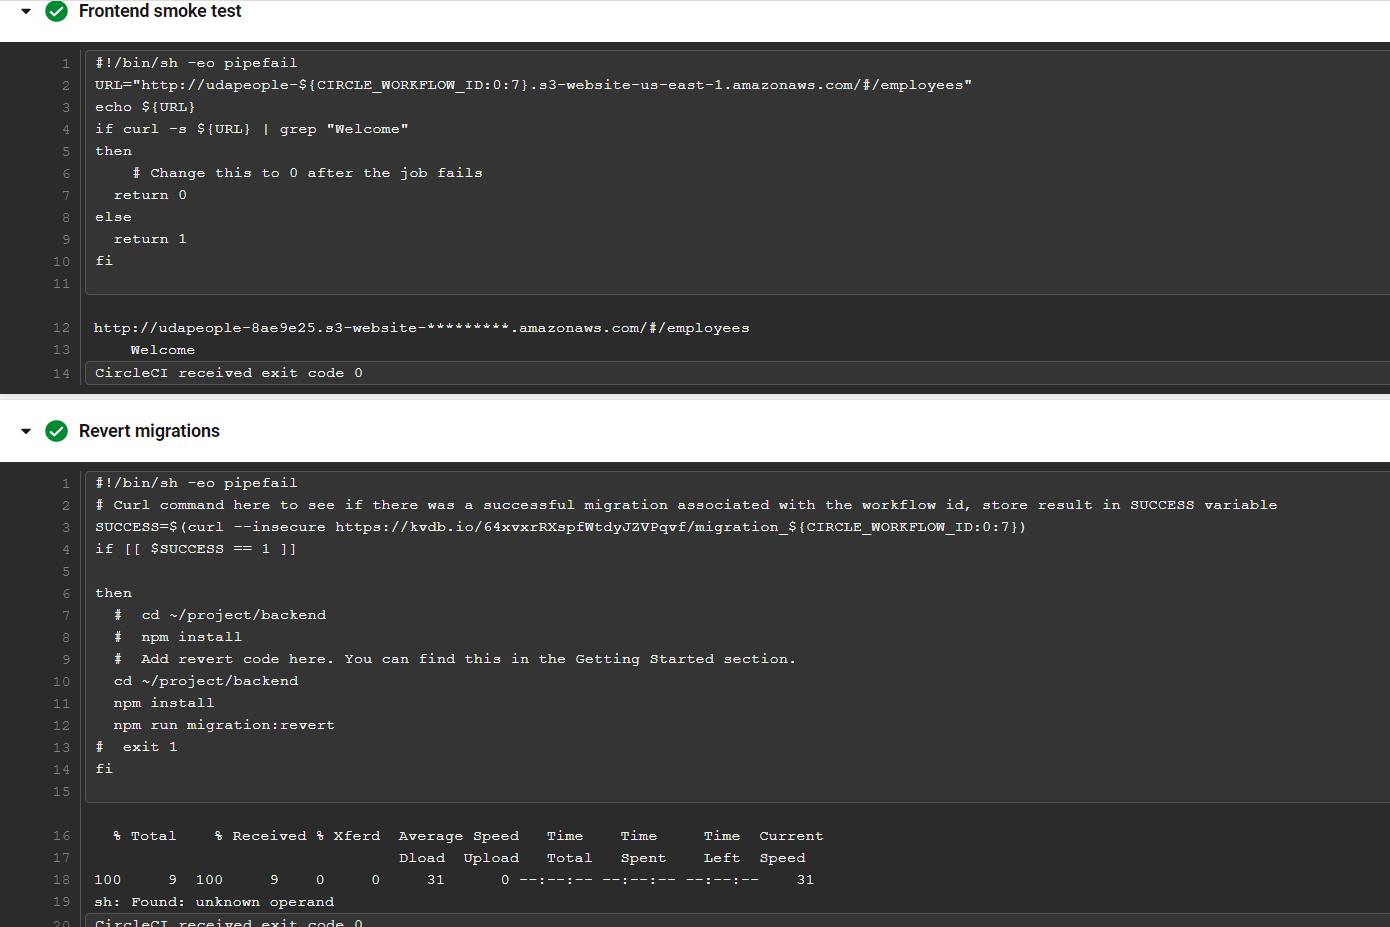 Frontend smoke test
1 #!/bin/sh -eo pipefail
2 URL="http://udapeople-${CIRCLE_WORKFLOW_ID:0:7}.s3-website-us-east-1.amazonaws.com/#/employees"
3 echo ${URL}
4 if curl -s ${URL} | grep "Welcome"
5 then
6 # Change this to 0 after the job fails
7 return 0
8 else
9 return 1
10 fi
11
12 http://udapeople-8ae9e25.s3-website-*********.amazonaws.com/#/employees
13 Welcome
14 CircleCI received exit code 0
Revert migrations
1 #!/bin/sh -eo pipefail
2 # Curl command here to see if there was a successful migration associated with the workflow id, store result in SUCCESS variable
3 SUCCESS=$(curl --insecure https://kvdb.io/64xvxrRXspfWtdyJZVPqvf/migration_${CIRCLE_WORKFLOW_ID:0:7})
4 if [[ $SUCCESS == 1 ]]
5
6 then
7 # cd ~/project/backend
8 # npm install
9 # Add revert code here. You can find this in the Getting Started section.
10 cd ~/project/backend
11 npm install
12 npm run migration:revert
13 # exit 1
14 fi
15
16 % Total % Received % Xferd Average Speed Time Time Time Current
17 Dload Upload Total Spent Left Speed
18 100 9 100 9 0 0 31 0 --:--:-- --:--:-- --:--:-- 31
19 sh: Found: unknown operand
20 CircleCI received exit code 0